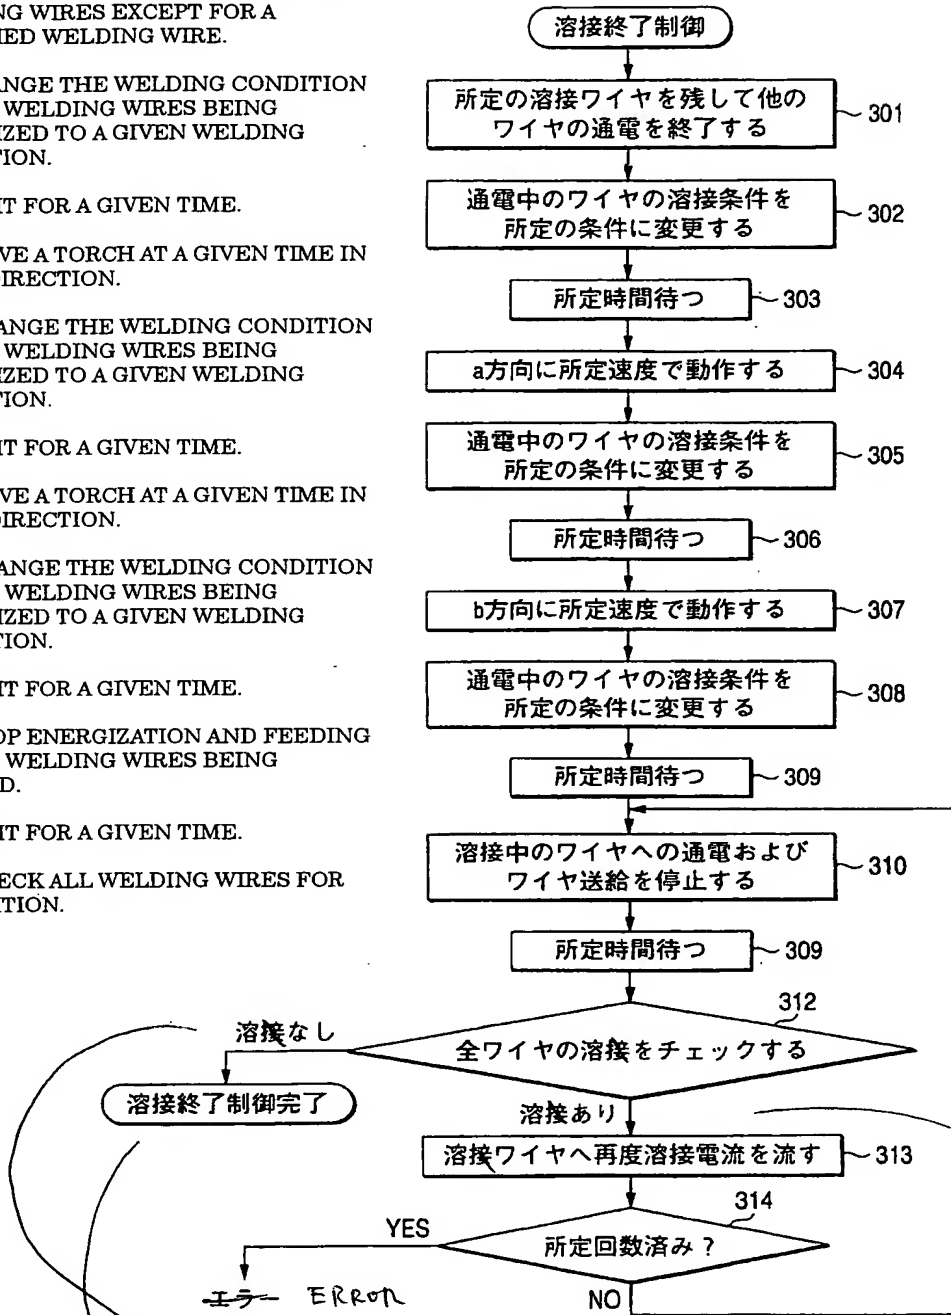 NG WIRES EXCEPT FOR A
IED WELDING WIRE.
ANGE THE WELDING CONDITION
WELDING WIRES BEING
IZED TO A GIVEN WELDING
TION.
IT FOR A GIVEN TIME.
VE A TORCH AT A GIVEN TIME IN
DIRECTION.
ANGE THE WELDING CONDITION
WELDING WIRES BEING
IZED TO A GIVEN WELDING
TION.
IT FOR A GIVEN TIME.
VE A TORCH AT A GIVEN TIME IN
DIRECTION.
ANGE THE WELDING CONDITION
WELDING WIRES BEING
IZED TO A GIVEN WELDING
TION.
IT FOR A GIVEN TIME.
OP ENERGIZATION AND FEEDING
WELDING WIRES BEING
D.
IT FOR A GIVEN TIME.
ECK ALL WELDING WIRES FOR
ITION.
溶接終了制御
所定の溶接ワイヤを残して他の
ワイヤの通電を終了する
301
通電中のワイヤの溶接条件を
所定の条件に変更する
302
所定時間待つ 303
a方向に所定速度で動作する 304
通電中のワイヤの溶接条件を
所定の条件に変更する
305
所定時間待つ 306
b方向に所定速度で動作する 307
通電中のワイヤの溶接条件を
所定の条件に変更する
308
所定時間待つ 309
溶接中のワイヤへの通電および
ワイヤ送給を停止する
310
所定時間待つ 309
312
全ワイヤの溶接をチェックする
溶接なし
溶接終了制御完了
溶接あり
溶接ワイヤへ再度溶接電流を流す 313
314
所定回数済み？
YES
エラー ERROR
NO